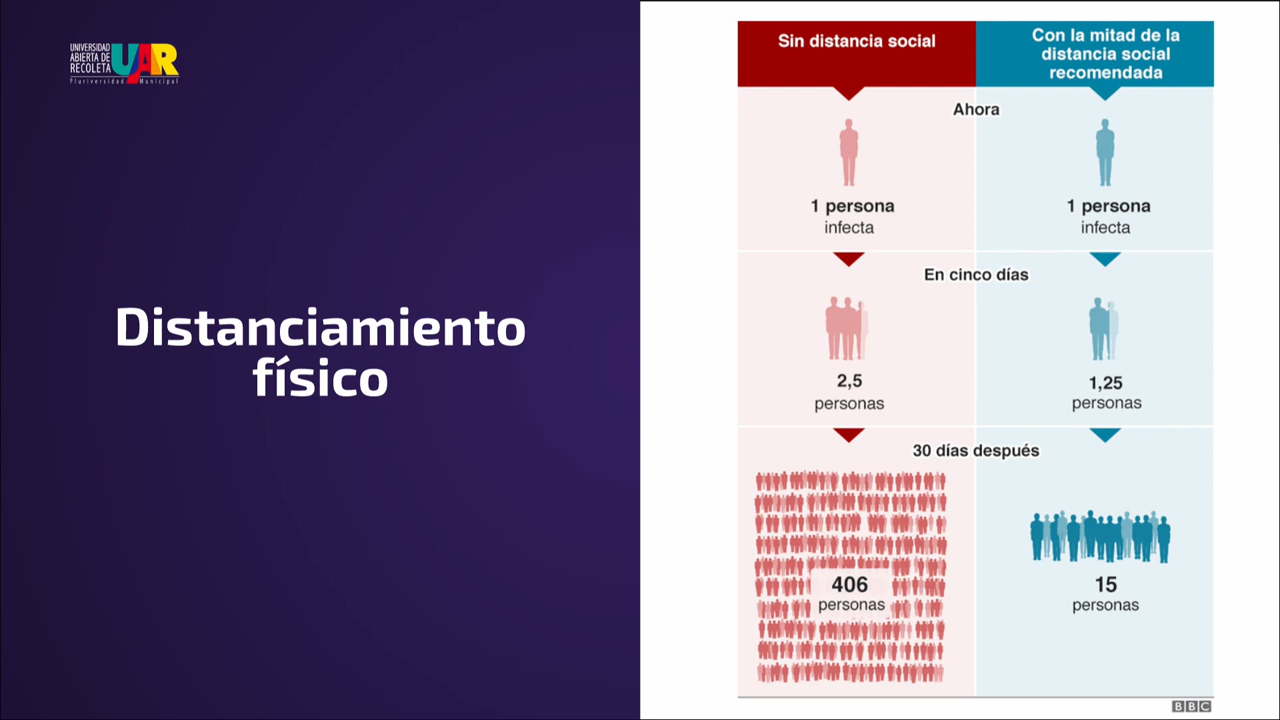 UNIVERSIDAD
ABIERTA DE
RECOLETA
UAR
Pluriversidad Municipal
Distanciamiento
físico
Sin distancia social
Con la mitad de la
distancia social
recomendada
Ahora
1 persona
infecta
1 persona
infecta
En cinco días
2,5
personas
1,25
personas
30 días después
406
personas
15
personas
BBC